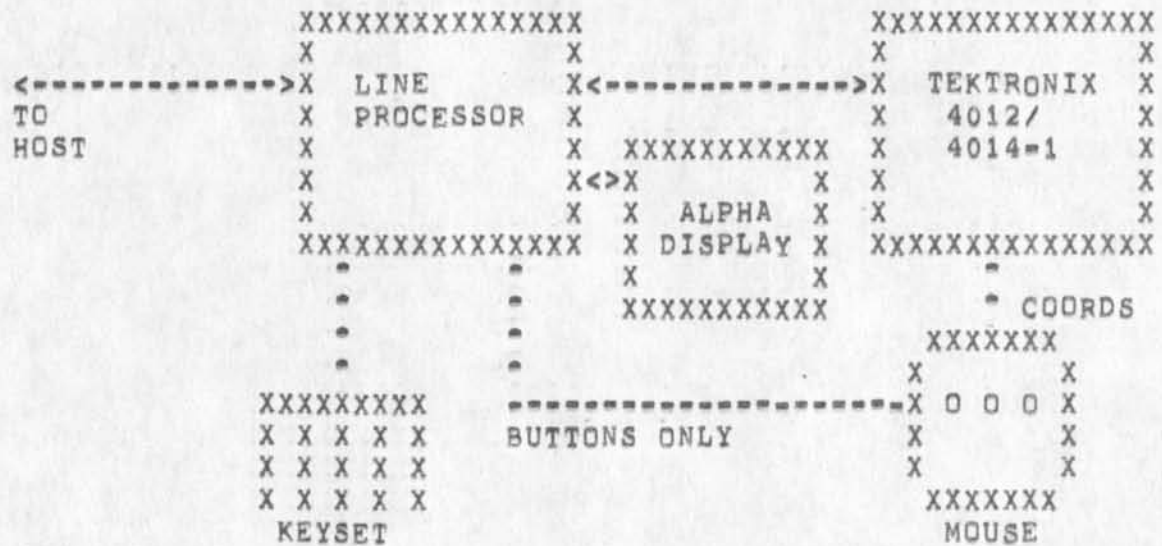 XXXXXXXXXXXXXXX XXXXXXXXXXXXXXX
X X X X
<------------->X LINE X<------------->X TEKTRONIX X
TO X PROCESSOR X X 4012/ X
HOST X X XXXXXXXXXXX X 4014-1 X
X X<>X X X X
X X X ALPHA X X X
XXXXXXXXXXXXXXX X DISPLAY X XXXXXXXXXXXXXXX
- - X X -
- - XXXXXXXXXXX - COORDS
- - XXXXXXX
- - X X
XXXXXXXXX ---------------------X O O O X
X X X X X BUTTONS ONLY X X
X X X X X X X
X X X X X XXXXXXX
KEYSET MOUSE